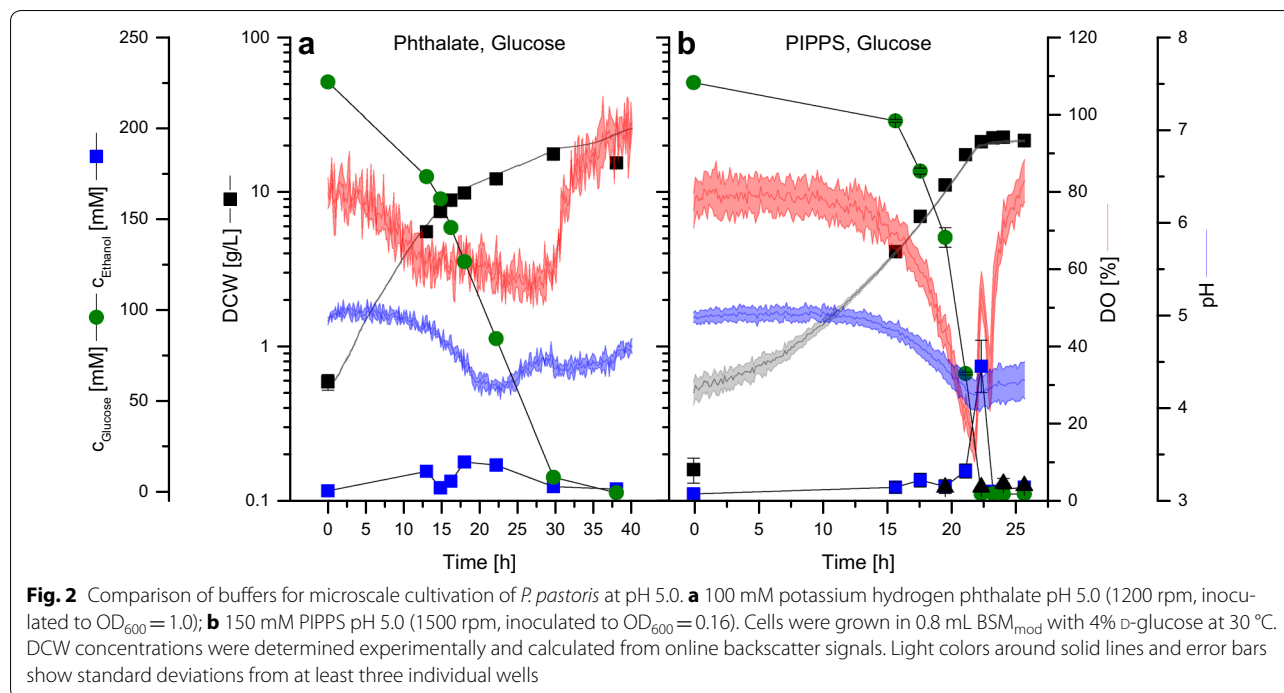 a Phthalate, Glucose
b PIPPS, Glucose
250
200
150
100
50
0
c_Glucose [mM] c_Ethanol [mM]
100
10
1
0.1
DCW [g/L]
0 5 10 15 20 25 30 35 40
Time [h]
0 5 10 15 20 25
Time [h]
120
100
80
60
40
20
0
DO [%]
8
7
6
5
4
3
pH
Fig. 2 Comparison of buffers for microscale cultivation of P. pastoris at pH 5.0. a 100 mM potassium hydrogen phthalate pH 5.0 (1200 rpm, inocu-
lated to OD600 = 1.0); b 150 mM PIPPS pH 5.0 (1500 rpm, inoculated to OD600 = 0.16). Cells were grown in 0.8 mL BSMmod with 4% D-glucose at 30 °C.
DCW concentrations were determined experimentally and calculated from online backscatter signals. Light colors around solid lines and error bars
show standard deviations from at least three individual wells